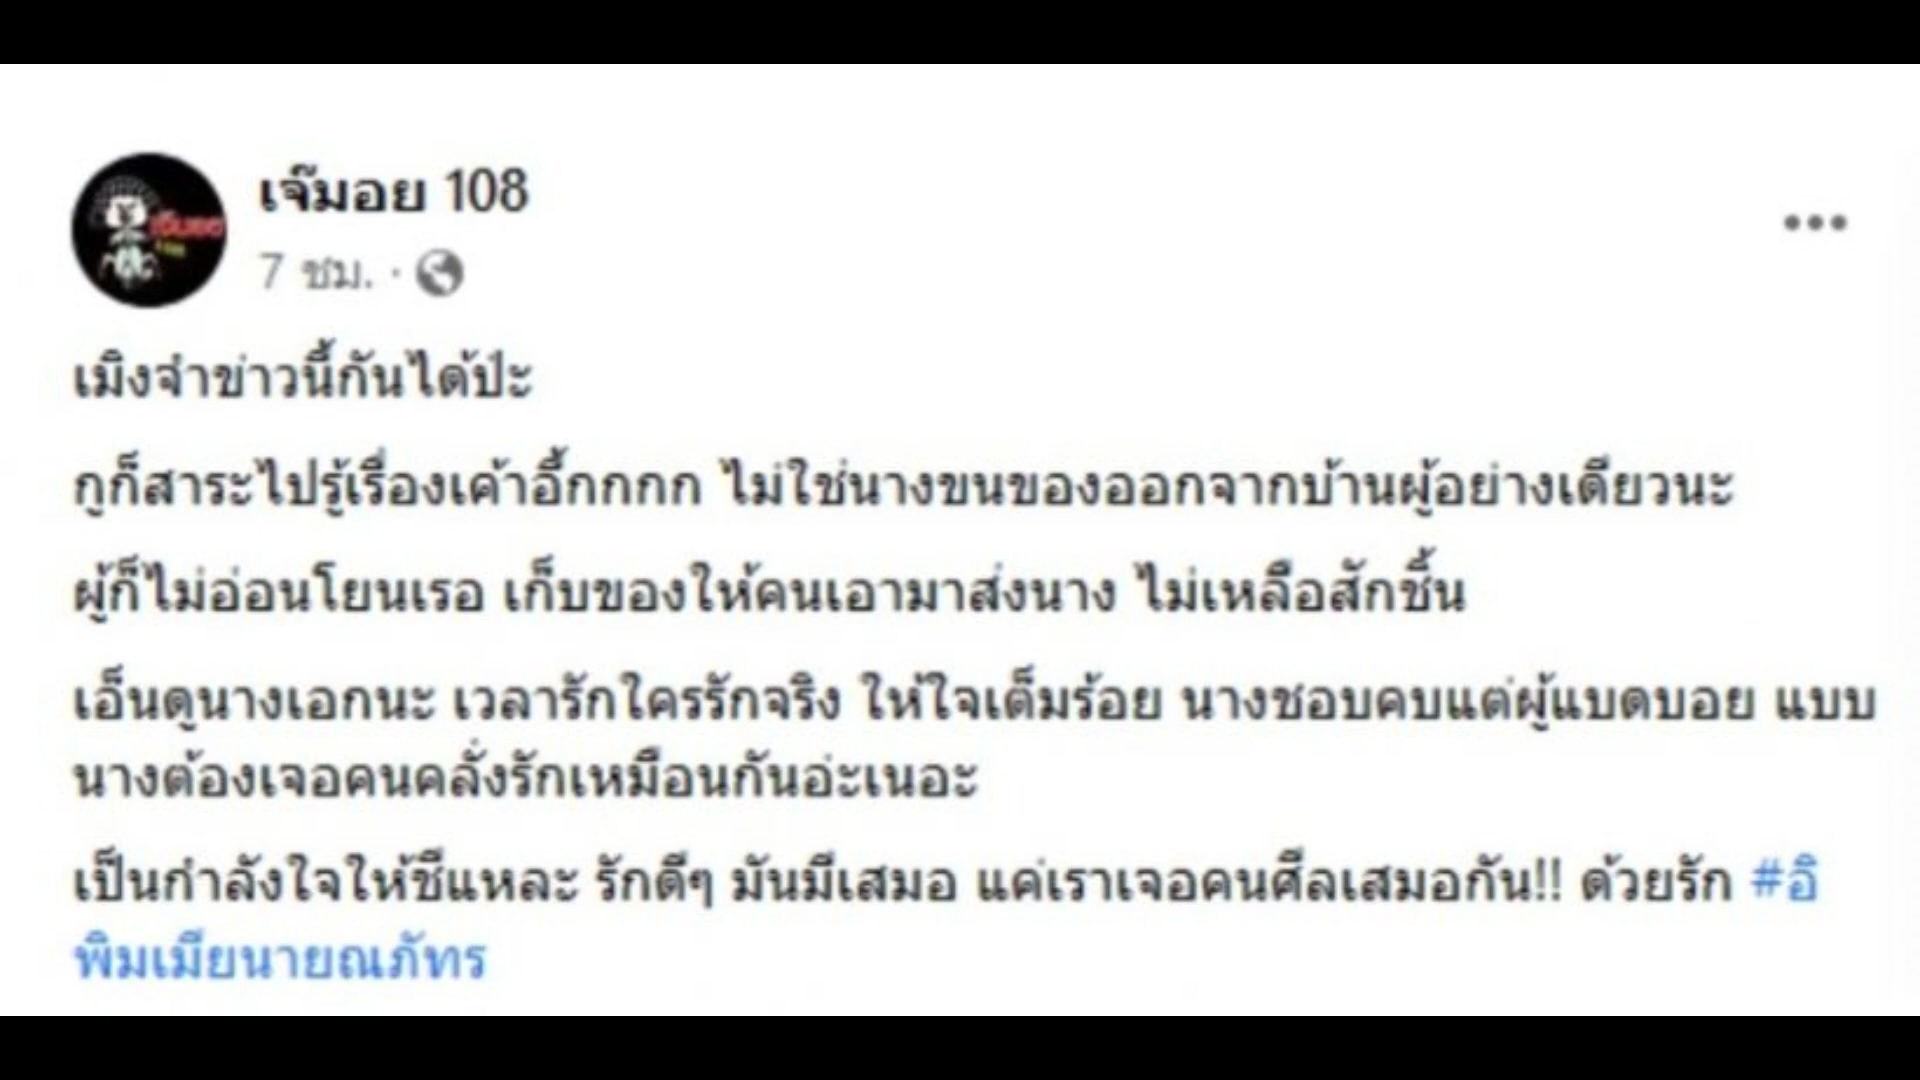 เจ๊มอย 108
7 ชม.
เมิงจำข่าวนี้กันได้ป่ะ
กูก็สาระไปรู้เรื่องเค้าอี้กกกก ไม่ใช่นางขนของออกจากบ้านผู้อย่างเดียวนะ
ผู้ก็ไม่อ่อนโยนเรอ เก็บของให้คนเอามาส่งนาง ไม่เหลือสักชิ้น
เอ็นดูนางเอกนะ เวลารักใครรักจริง ให้ใจเต็มร้อย นางชอบคบแต่ผู้แบดบอย แบบ
นางต้องเจอคนคลั่งรักเหมือนกันอ่ะเนอะ
เป็นกำลังใจให้ชีแหละ รักดีๆ มันมีเสมอ แค่เราเจอคนศีลเสมอกัน!! ด้วยรัก #อิ
พิมเมียนายณภัทร